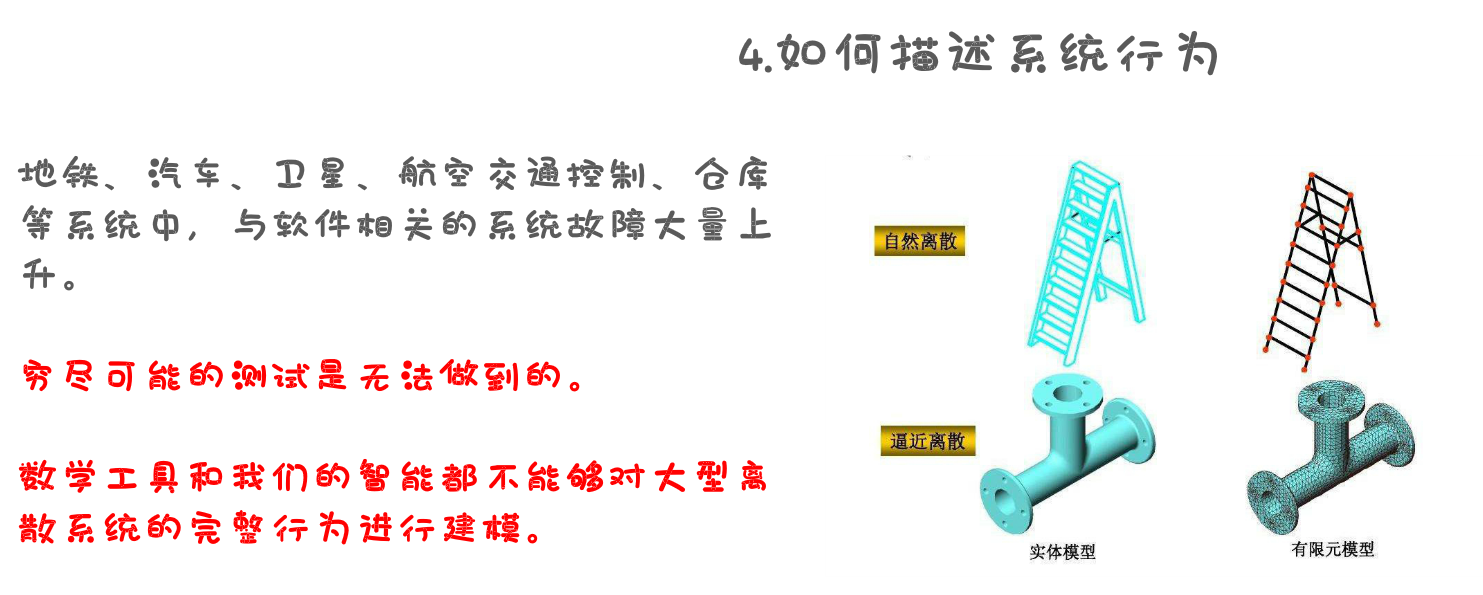 4.如何描述系统行为
地铁、汽车、卫星、航空交通控制、仓库
等系统中，与软件相关的系统故障大量上
升。
穷尽可能的测试是无法做到的。
数学工具和我们的智能都不能够对大型离
散系统的完整行为进行建模。
自然离散
逼近离散
实体模型
有限元模型